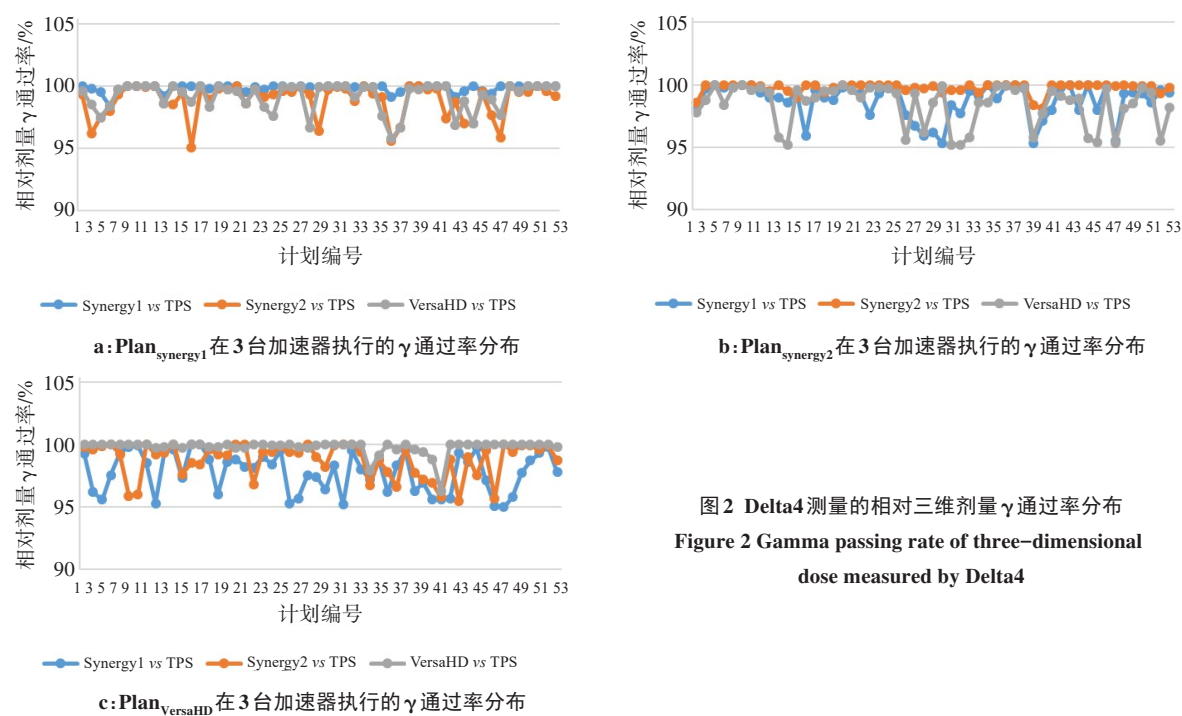 105
100
95
90
相对剂量γ通过率/%
1 3 5 7 9 11 13 15 17 19 21 23 25 27 29 31 33 35 37 39 41 43 45 47 49 51 53
计划编号
Synergy1 vs TPS Synergy2 vs TPS VersaHD vs TPS
a:Plansynergy1在3台加速器执行的γ通过率分布
105
100
95
90
相对剂量γ通过率/%
1 3 5 7 9 11 13 15 17 19 21 23 25 27 29 31 33 35 37 39 41 43 45 47 49 51 53
计划编号
Synergy1 vs TPS Synergy2 vs TPS VersaHD vs TPS
b:Plansynergy2在3台加速器执行的γ通过率分布
105
100
95
90
相对剂量γ通过率/%
1 3 5 7 9 11 13 15 17 19 21 23 25 27 29 31 33 35 37 39 41 43 45 47 49 51 53
计划编号
Synergy1 vs TPS Synergy2 vs TPS VersaHD vs TPS
c:PlanVersaHD在3台加速器执行的γ通过率分布
图2 Delta4测量的相对三维剂量γ通过率分布
Figure 2 Gamma passing rate of three−dimensional
dose measured by Delta4